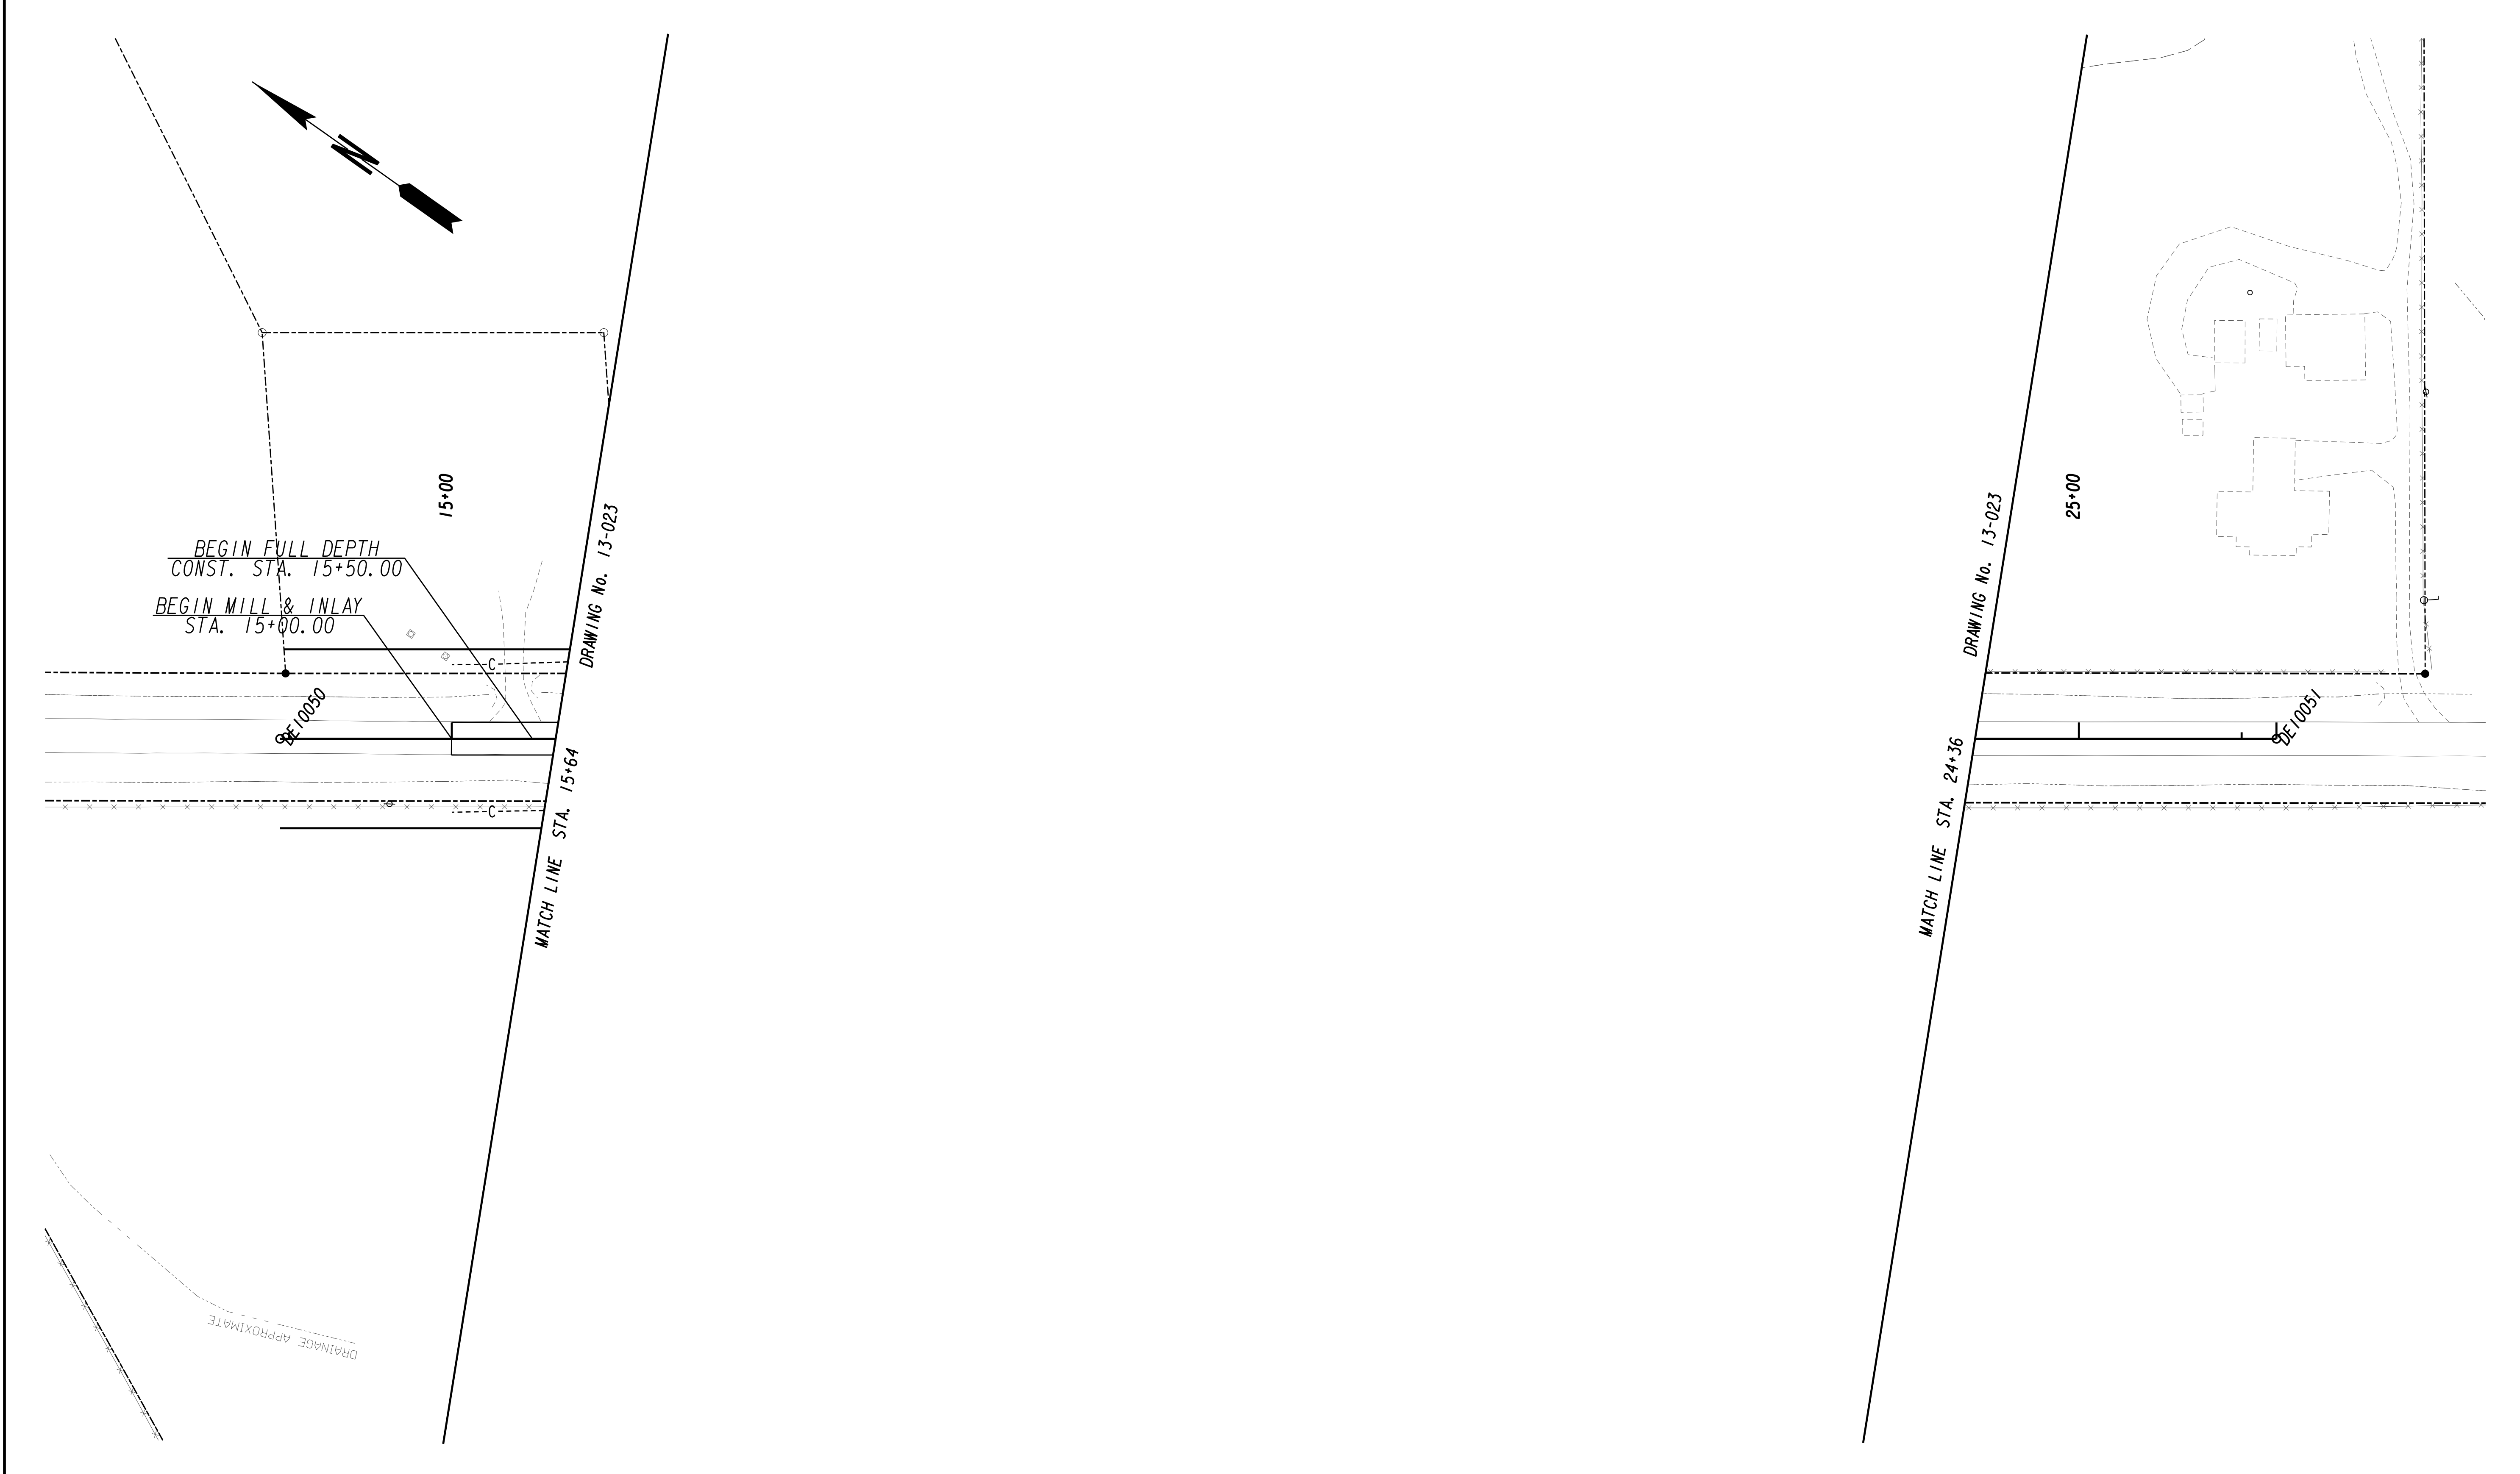 N
15+00
BEGIN FULL DEPTH
CONST. STA. 15+50.00
BEGIN MILL & INLAY
STA. 15+00.00
C
DE10050
C
MATCH LINE STA. 15+64 DRAWING No. 13-023
DRAINAGE APPROXIMATE
MATCH LINE STA. 24+36 DRAWING No. 13-023
25+00
DE10051